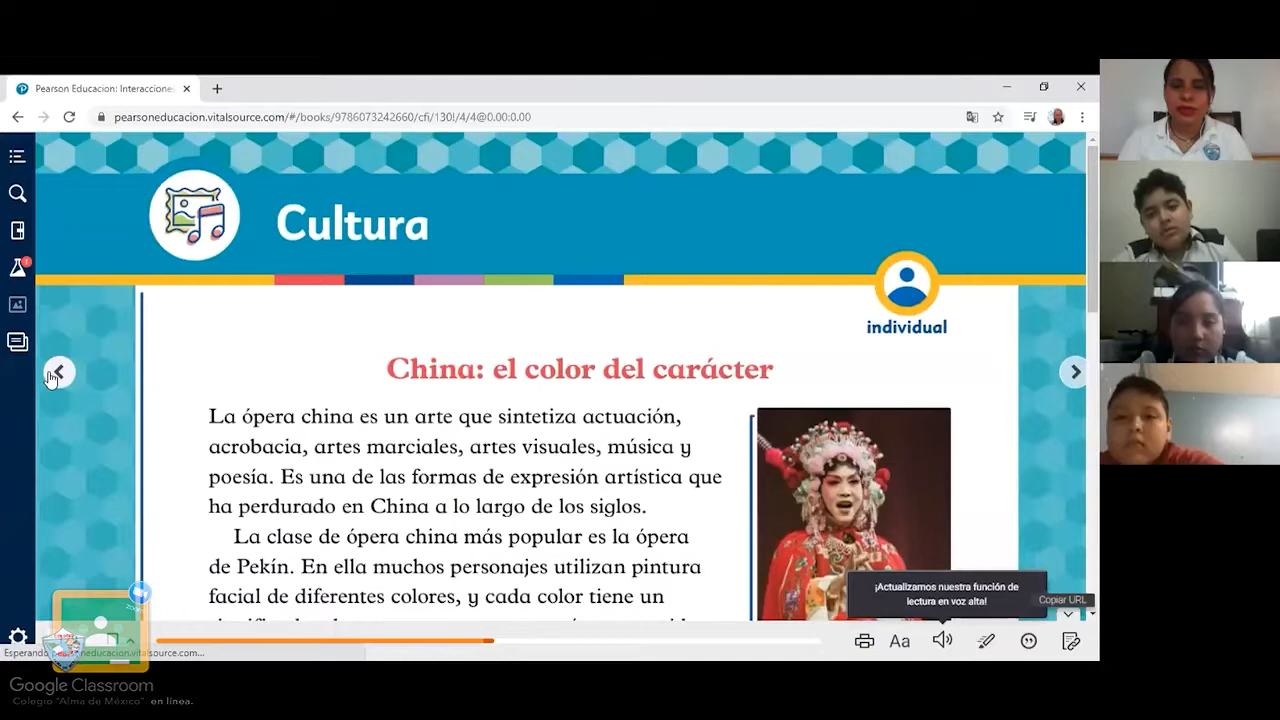 Pearson Educacion: Interaccione
pearsoneducacion.vitalsource.com/#/books/9786073242660/cfi/130!/4/4@0.00:0.00
Cultura
individual
China: el color del carácter
La ópera china es un arte que sintetiza actuación,
acrobacia, artes marciales, artes visuales, música y
poesía. Es una de las formas de expresión artística que
ha perdurado en China a lo largo de los siglos.
La clase de ópera china más popular es la ópera
de Pekín. En ella muchos personajes utilizan pintura
facial de diferentes colores, y cada color tiene un
¡Actualizamos nuestra función de
lectura en voz alta!
Copiar URL
Aa
Esperando pearsoneducacion.vitalsource.com...
zoom
Google Classroom
Colegio "Alma de México" en línea.